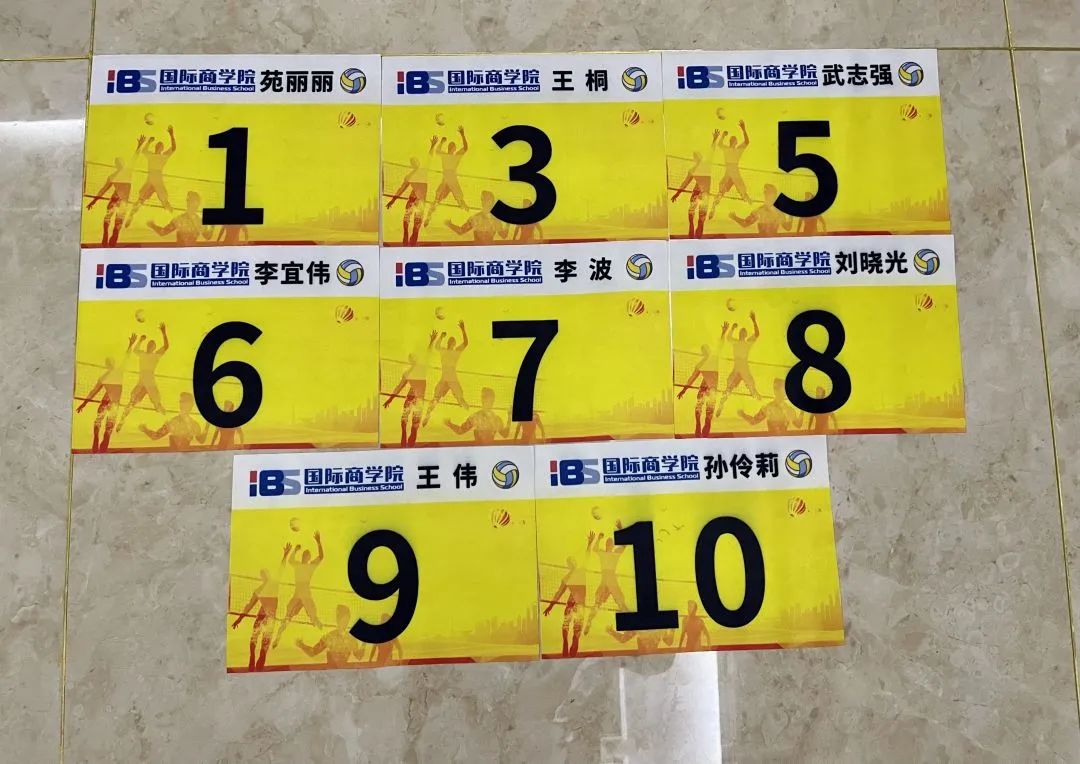 IBS 国际商学院 苑丽丽
International Business School
1
IBS 国际商学院 王 桐
International Business School
3
IBS 国际商学院 武志强
International Business School
5
IBS 国际商学院 李宜伟
International Business School
6
IBS 国际商学院 李 波
International Business School
7
IBS 国际商学院 刘晓光
International Business School
8
IBS 国际商学院 王 伟
International Business School
9
IBS 国际商学院 孙伶莉
International Business School
10